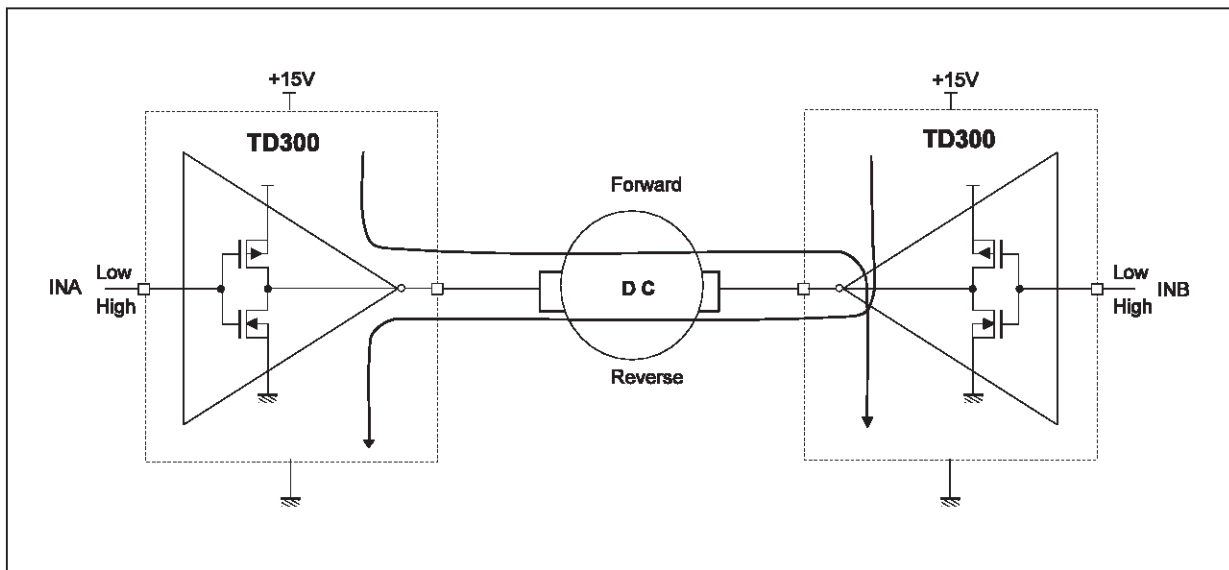 +15V
+15V
TD300
TD300
Forward
INA
Low
High
D C
Low
High
INB
Reverse